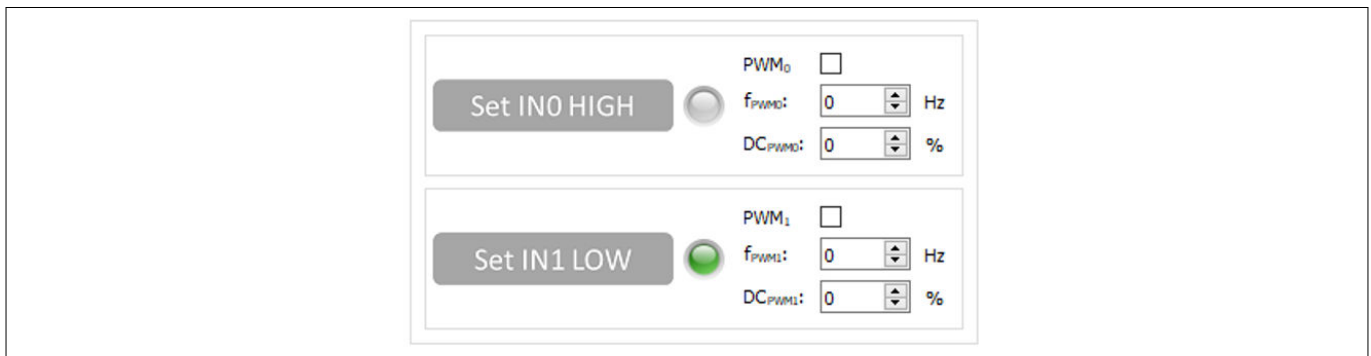 PWM₀
Set IN0 HIGH
fPWM0: 0 Hz
DCPWM0: 0 %
PWM₁
Set IN1 LOW
fPWM1: 0 Hz
DCPWM1: 0 %